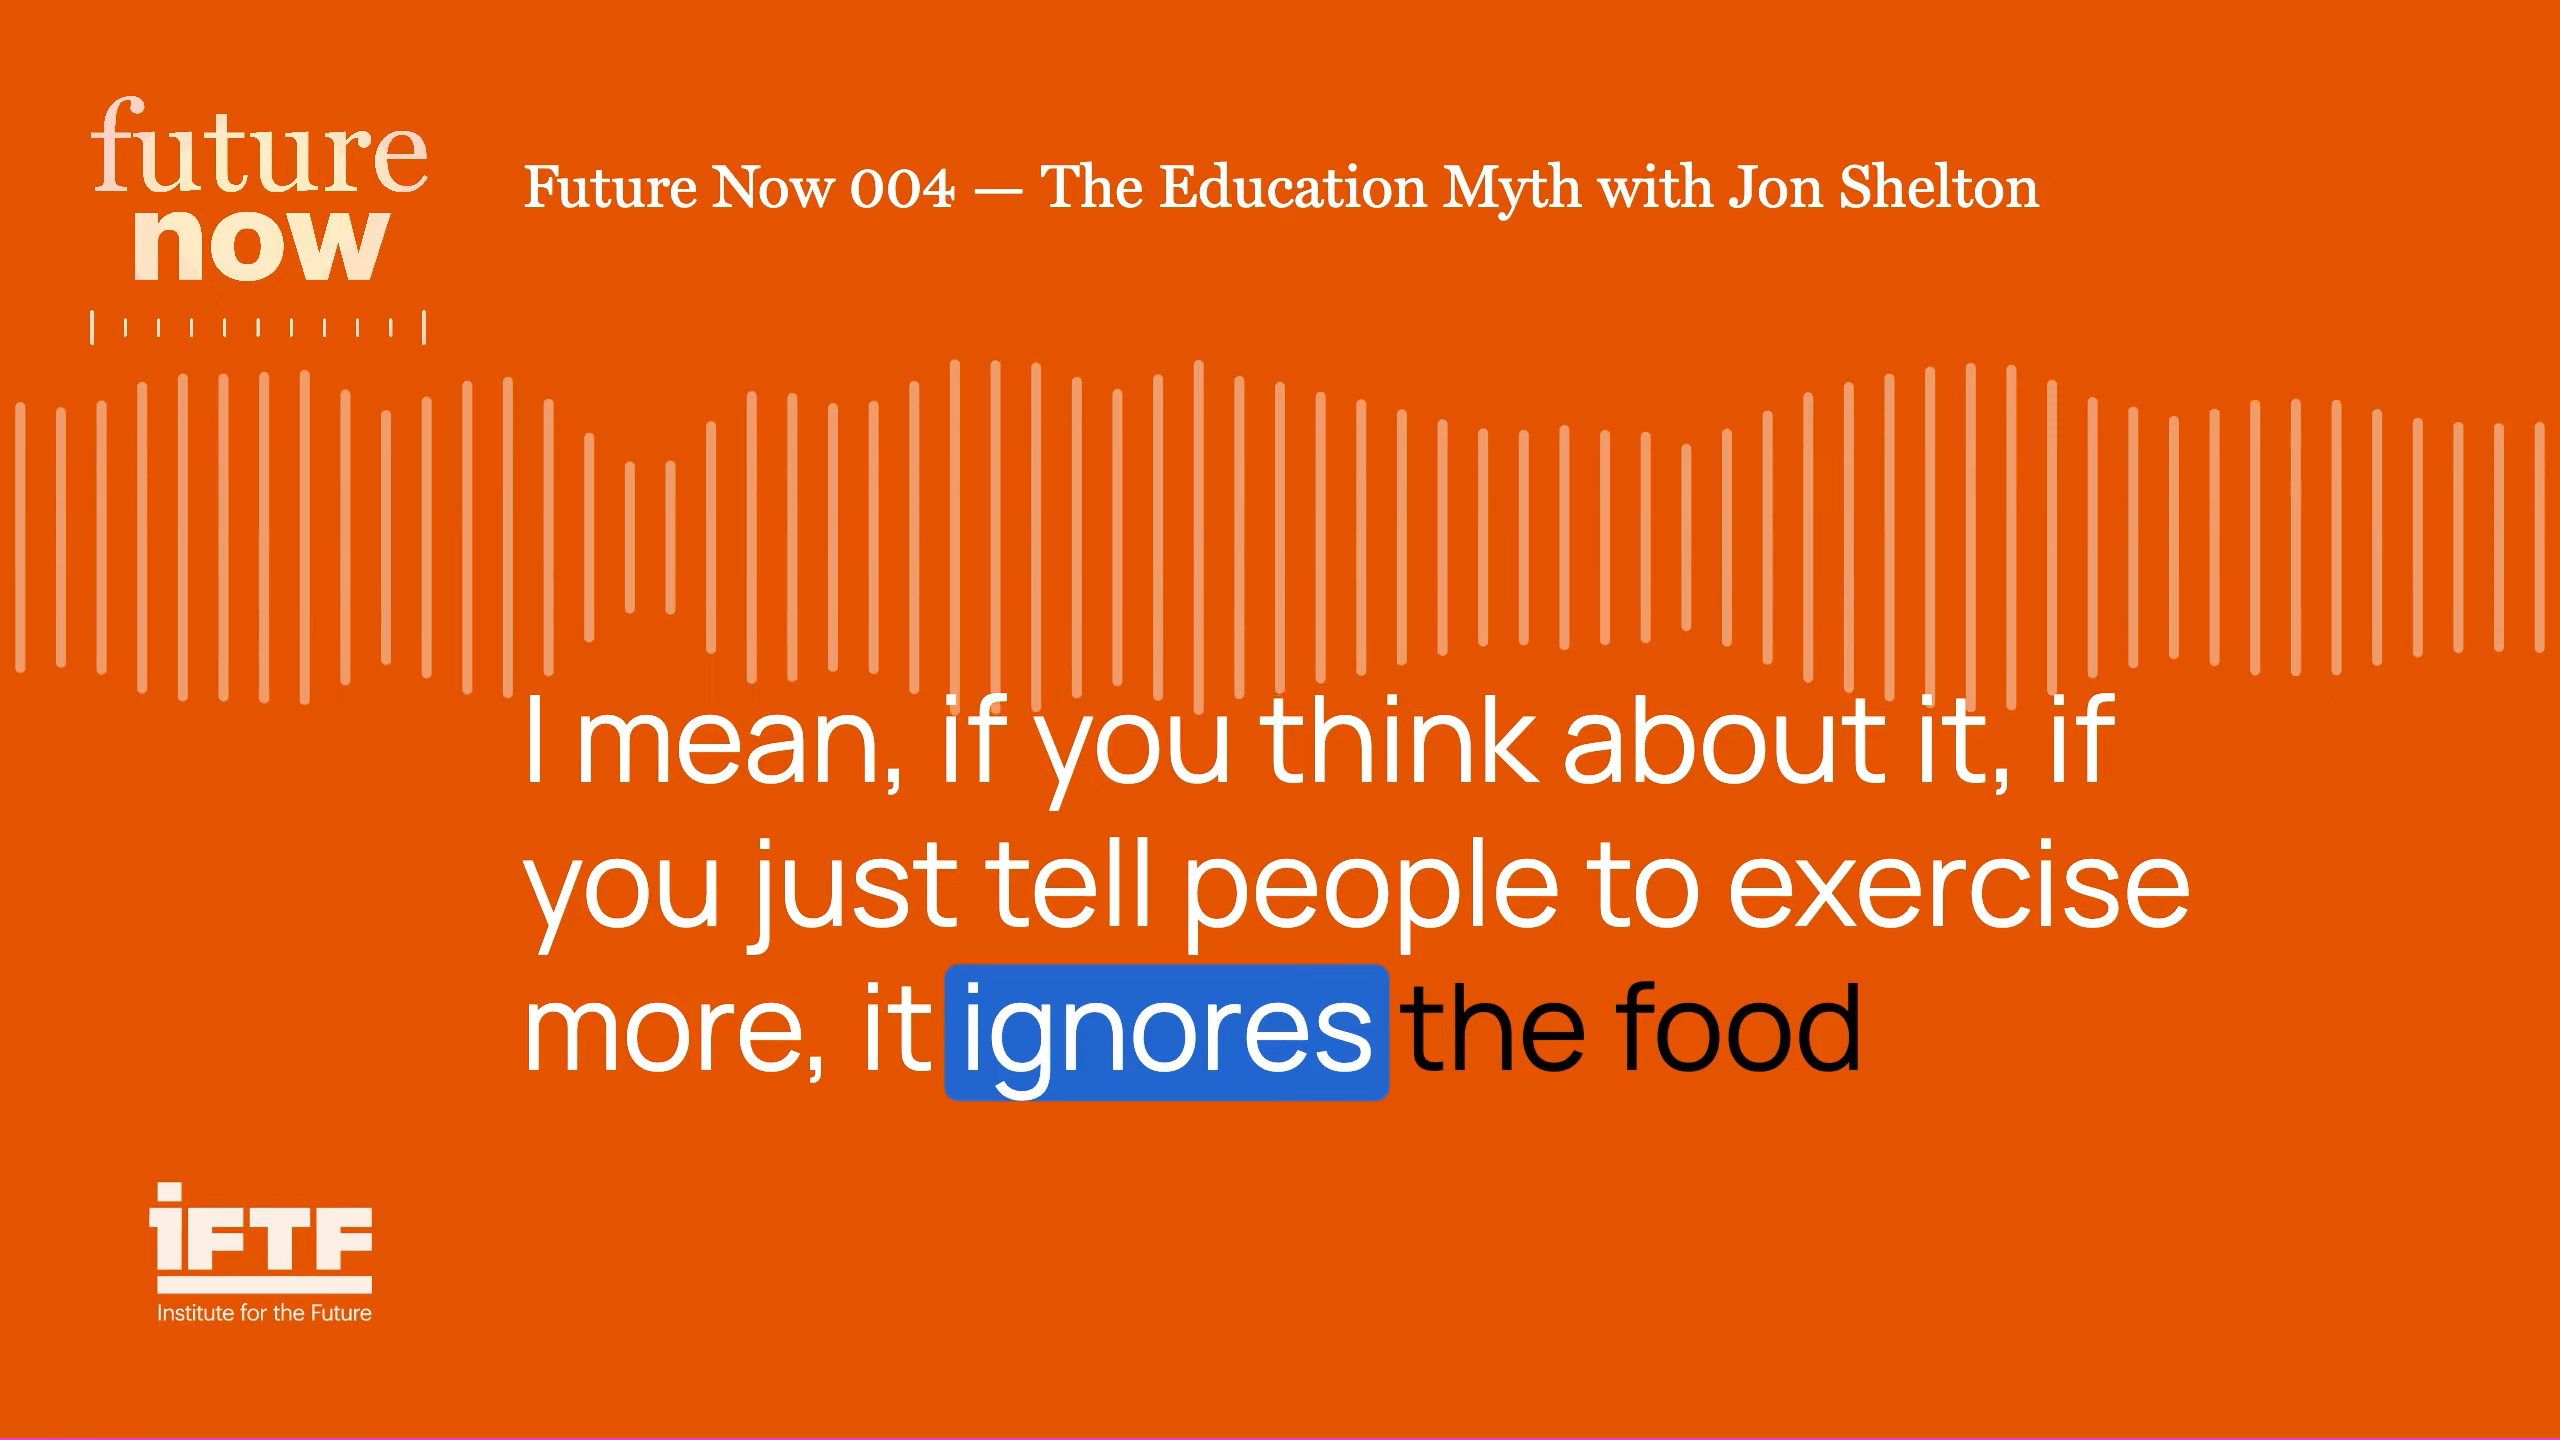 future
now
Future Now 004 — The Education Myth with Jon Shelton
I mean, if you think about it, if
you just tell people to exercise
more, it ignores the food
iFTF
Institute for the Future